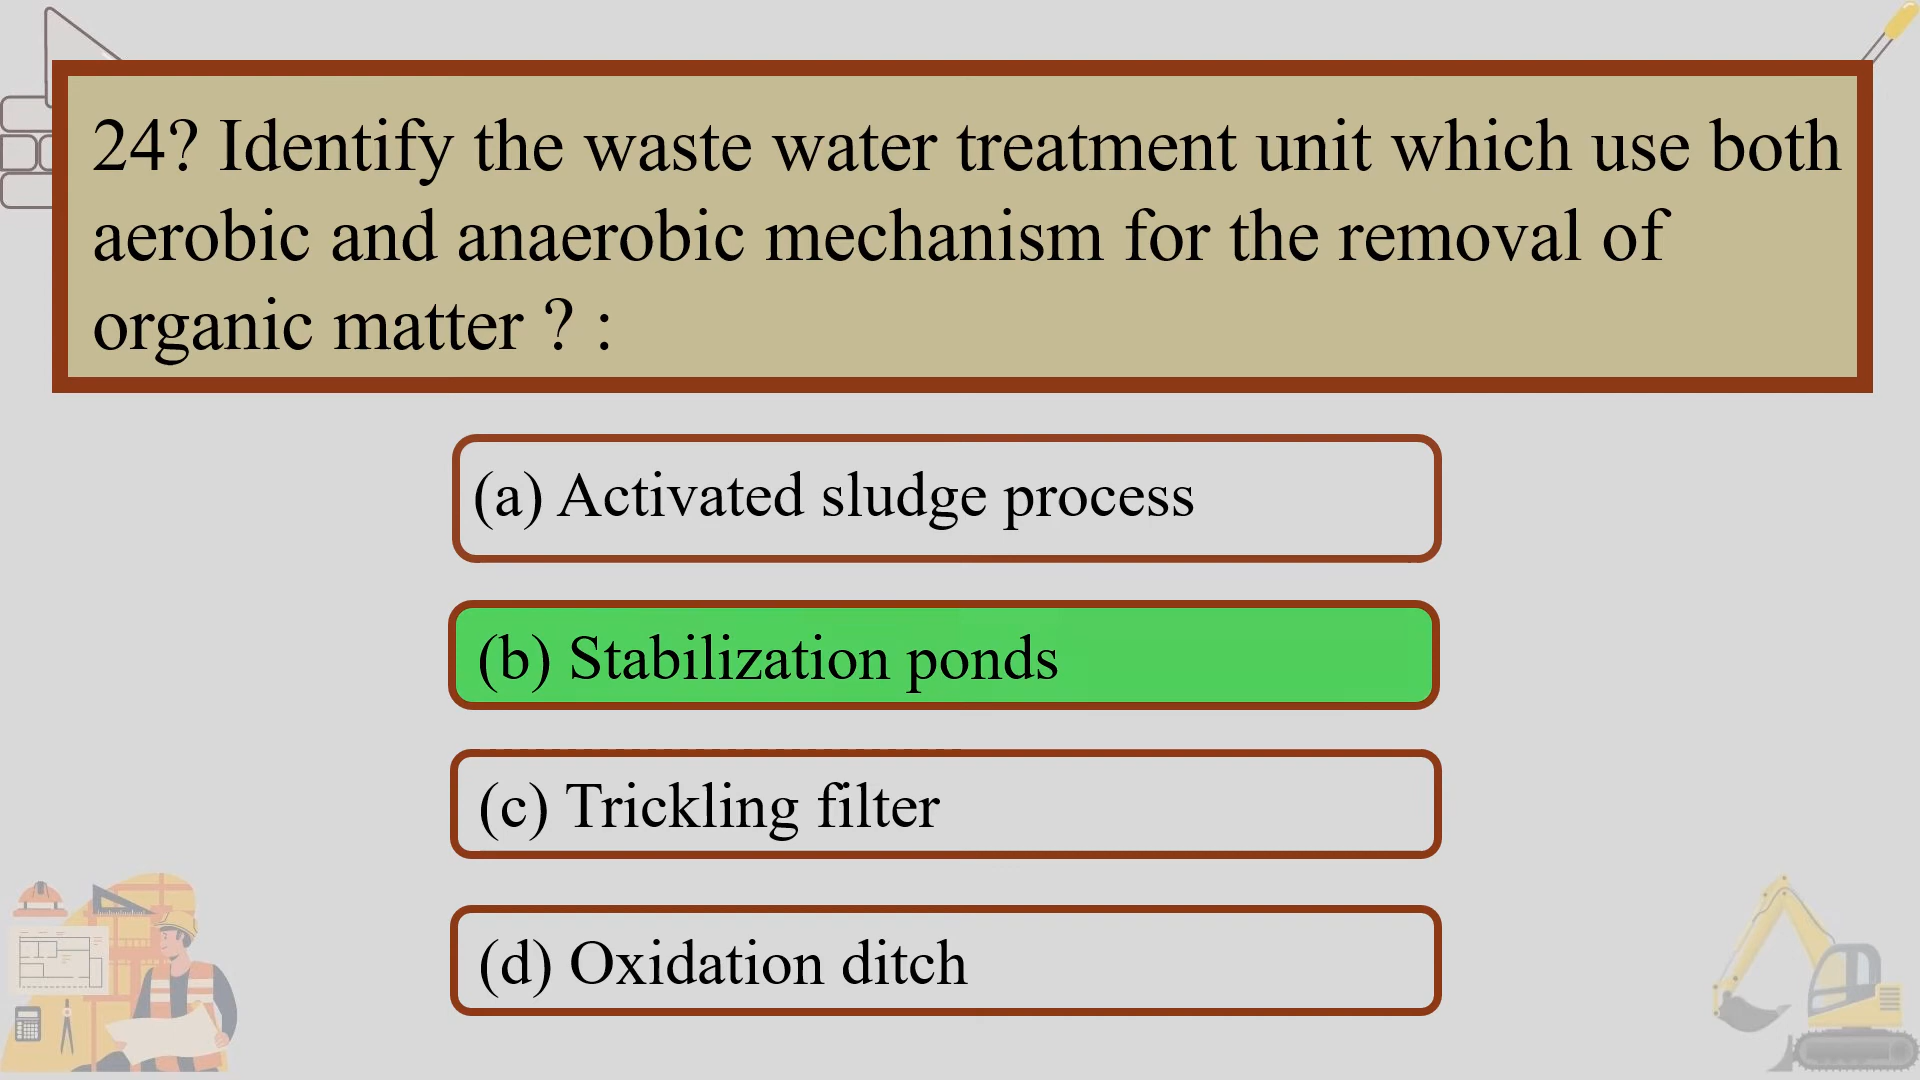 24? Identify the waste water treatment unit which use both
aerobic and anaerobic mechanism for the removal of
organic matter ? :
(a) Activated sludge process
(b) Stabilization ponds
(c) Trickling filter
(d) Oxidation ditch